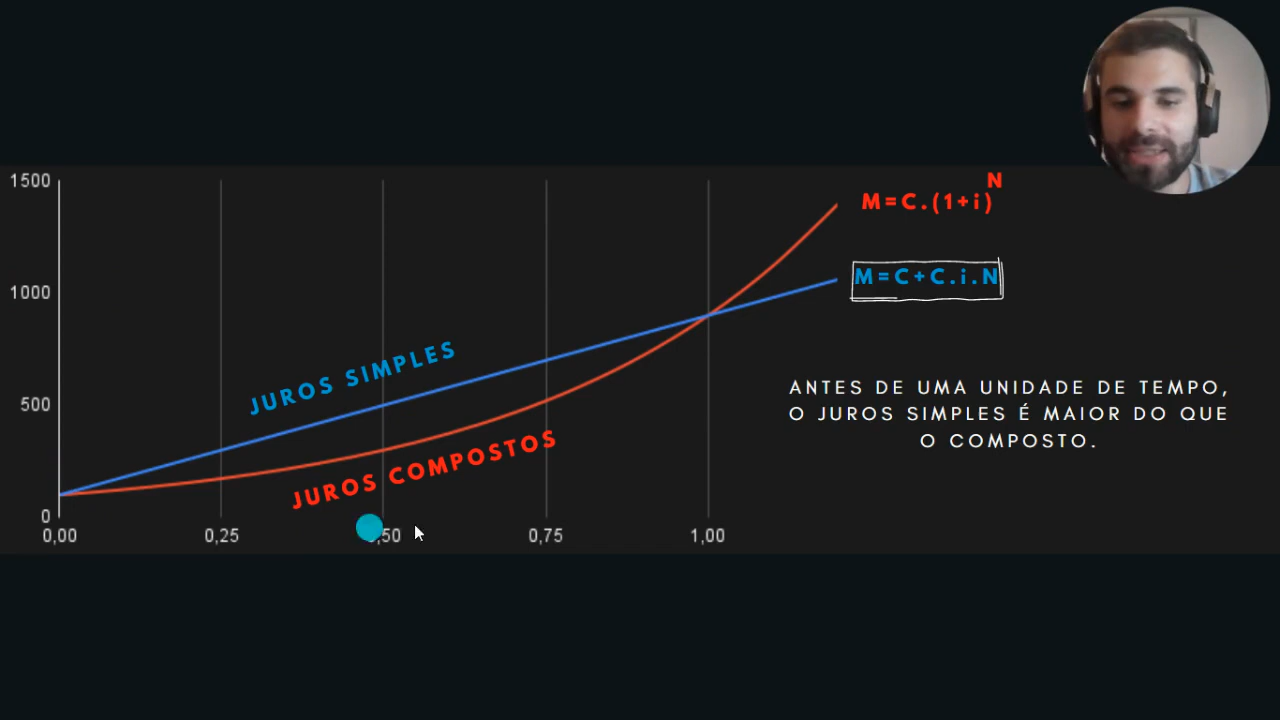 N
M=C.(1+i)
M=C+C.i.N
1500
1000
500
0
JUROS SIMPLES
JUROS COMPOSTOS
0,00
0,25
,50
0,75
1,00
ANTES DE UMA UNIDADE DE TEMPO,
O JUROS SIMPLES É MAIOR DO QUE
O COMPOSTO.